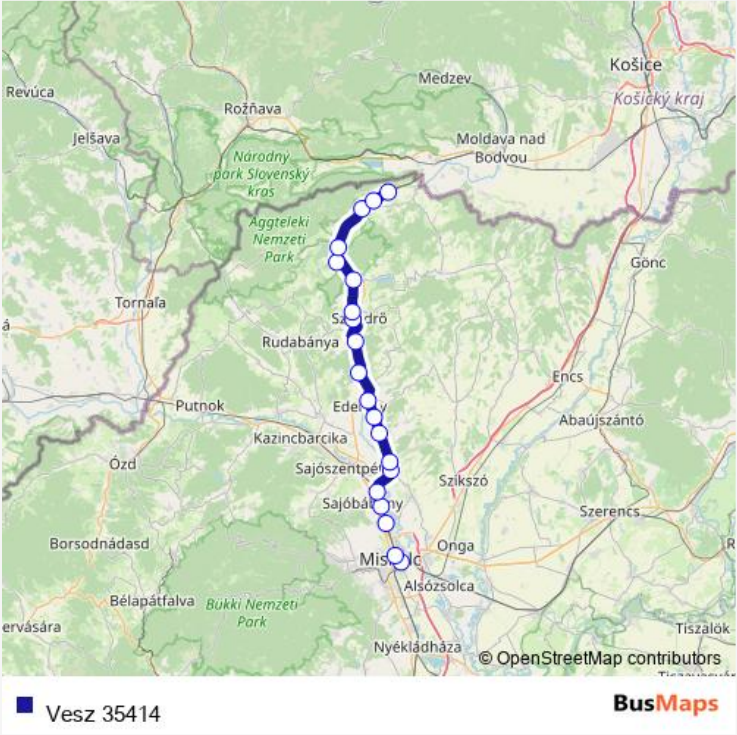 Košice
Medzev
Revúca
Košický kraj
Rožňava
Jelšava
Moldava nad
Bodvou
Národný
park Slovenský
kras
Aggteleki
Nemzeti
Park
Gönc
Tornaľa
á
Rudabánya
Encs
Putnok
Abaújszántó
Kazincbarcika
Ózd
Szikszó
Szerencs
Borsodnádasd
Onga
R
Alsózsolca
Bélapátfalva
Bükki Nemzeti
Park
ervására
Tiszalök
Nyékládháza
© OpenStreetMap contributors
Vesz 35414
BusMaps